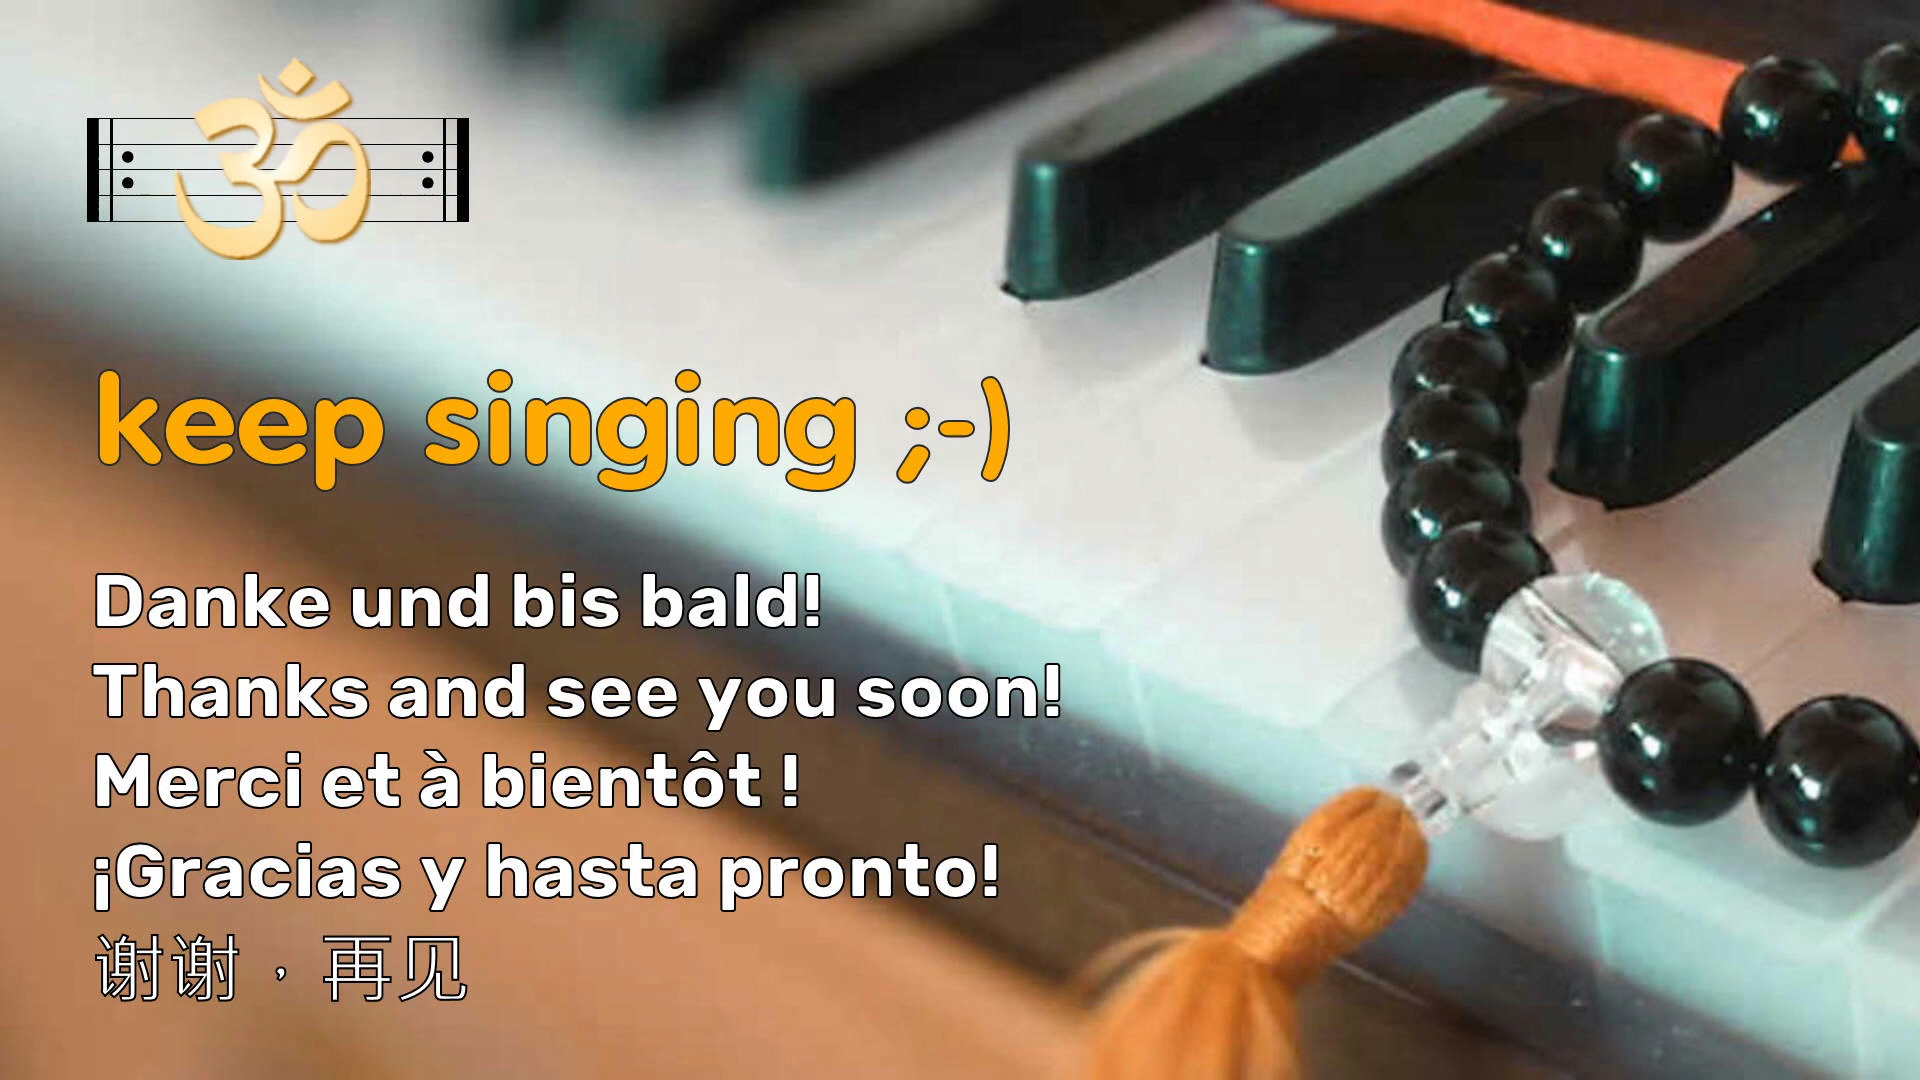 ॐ
keep singing ;-)
Danke und bis bald!
Thanks and see you soon!
Merci et à bientôt !
¡Gracias y hasta pronto!
谢谢，再见